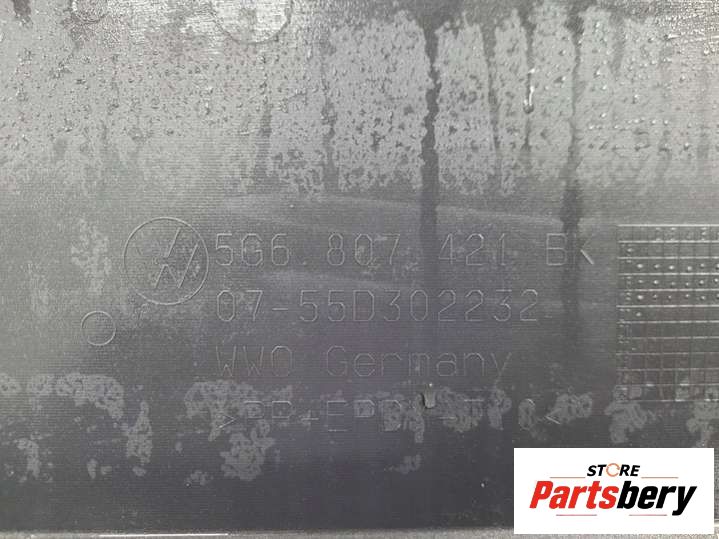 5G6.807.421 BK
07-55D302232
WWO Germany
STORE
Partsbery